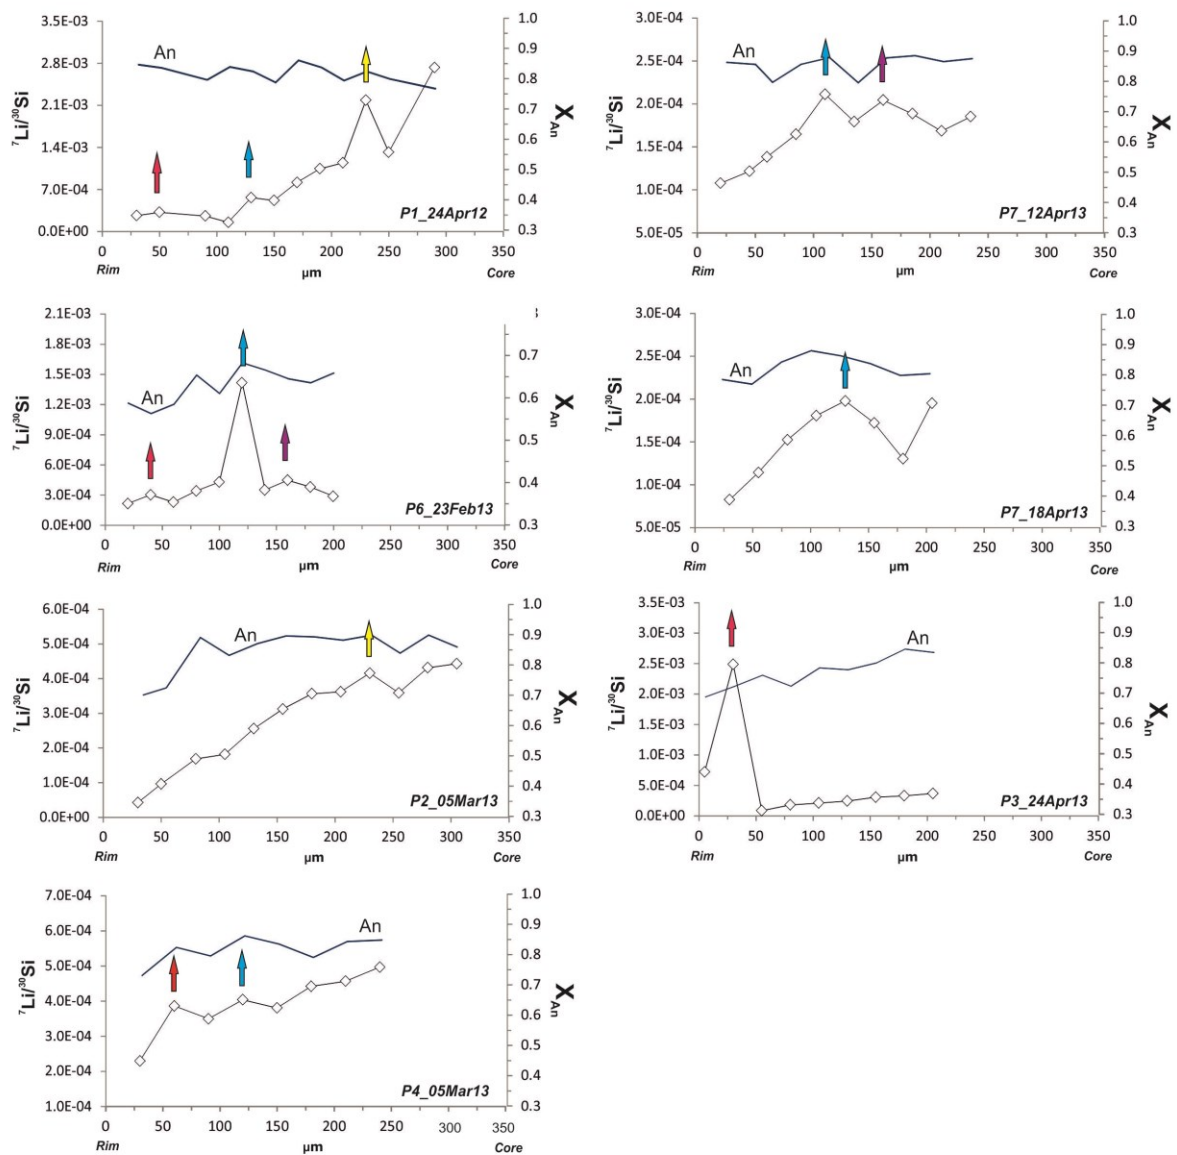 3.5E-03
2.8E-03
2.1E-03
1.4E-03
7.0E-04
0.0E+00
⁷Li/³⁰Si
An
1.0
0.9
0.8
0.7
0.6
0.5
0.4
0.3
X_An
P1_24Apr12
0 50 100 150 200 250 300 350
Rim µm Core
3.0E-04
2.5E-04
2.0E-04
1.5E-04
1.0E-04
5.0E-05
⁷Li/³⁰Si
An
1.0
0.9
0.8
0.7
0.6
0.5
0.4
0.3
X_An
P7_12Apr13
0 50 100 150 200 250 300 350
Rim µm Core
2.1E-03
1.8E-03
1.5E-03
1.2E-03
9.0E-04
6.0E-04
3.0E-04
0.0E+00
⁷Li/³⁰Si
An
0.7
0.6
0.5
0.4
0.3
X_An
P6_23Feb13
0 50 100 150 200 250 300 350
Rim µm Core
3.0E-04
2.5E-04
2.0E-04
1.5E-04
1.0E-04
5.0E-05
⁷Li/³⁰Si
An
1.0
0.9
0.8
0.7
0.6
0.5
0.4
0.3
X_An
P7_18Apr13
0 50 100 150 200 250 300 350
Rim µm Core
6.0E-04
5.0E-04
4.0E-04
3.0E-04
2.0E-04
1.0E-04
0.0E+00
⁷Li/³⁰Si
An
1.0
0.9
0.8
0.7
0.6
0.5
0.4
0.3
X_An
P2_05Mar13
0 50 100 150 200 250 300 350
Rim µm Core
3.5E-03
3.0E-03
2.5E-03
2.0E-03
1.5E-03
1.0E-03
5.0E-04
0.0E+00
⁷Li/³⁰Si
An
1.0
0.9
0.8
0.7
0.6
0.5
0.4
0.3
X_An
P3_24Apr13
0 50 100 150 200 250 300 350
Rim µm Core
7.0E-04
6.0E-04
5.0E-04
4.0E-04
3.0E-04
2.0E-04
1.0E-04
⁷Li/³⁰Si
An
1.0
0.9
0.8
0.7
0.6
0.5
0.4
0.3
X_An
P4_05Mar13
0 50 100 150 200 250 300 350
Rim µm Core